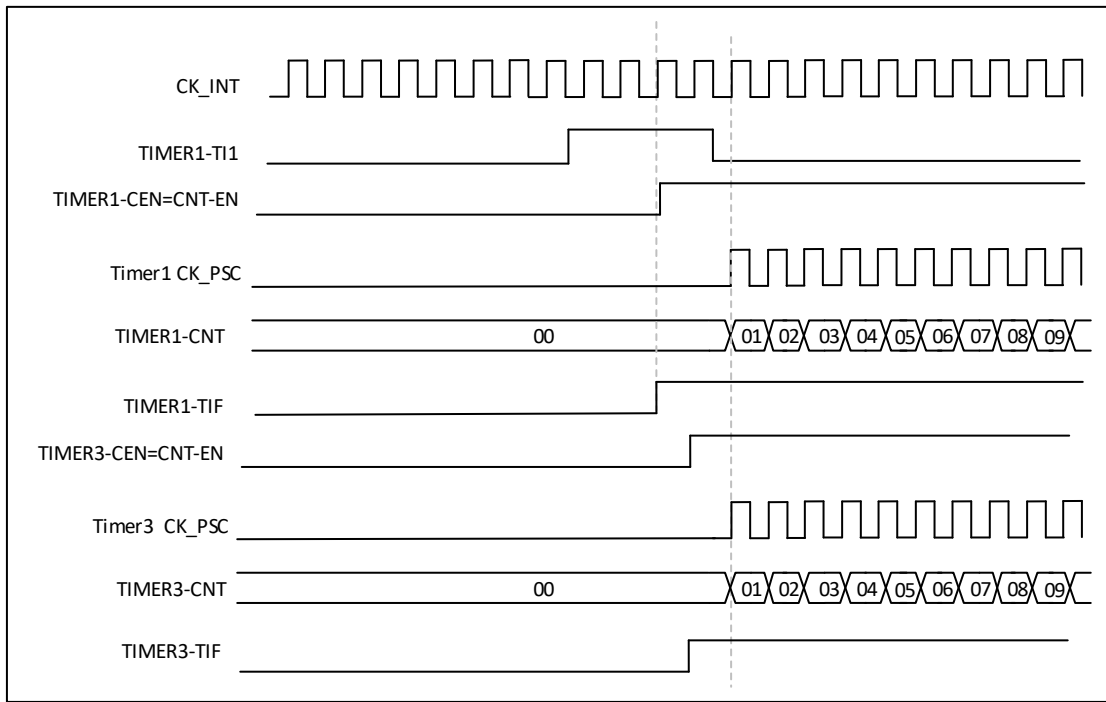 CK_INT
TIMER1-TI1
TIMER1-CEN=CNT-EN
Timer1 CK_PSC
TIMER1-CNT 00 01 02 03 04 05 06 07 08 09
TIMER1-TIF
TIMER3-CEN=CNT-EN
Timer3 CK_PSC
TIMER3-CNT 00 01 02 03 04 05 06 07 08 09
TIMER3-TIF